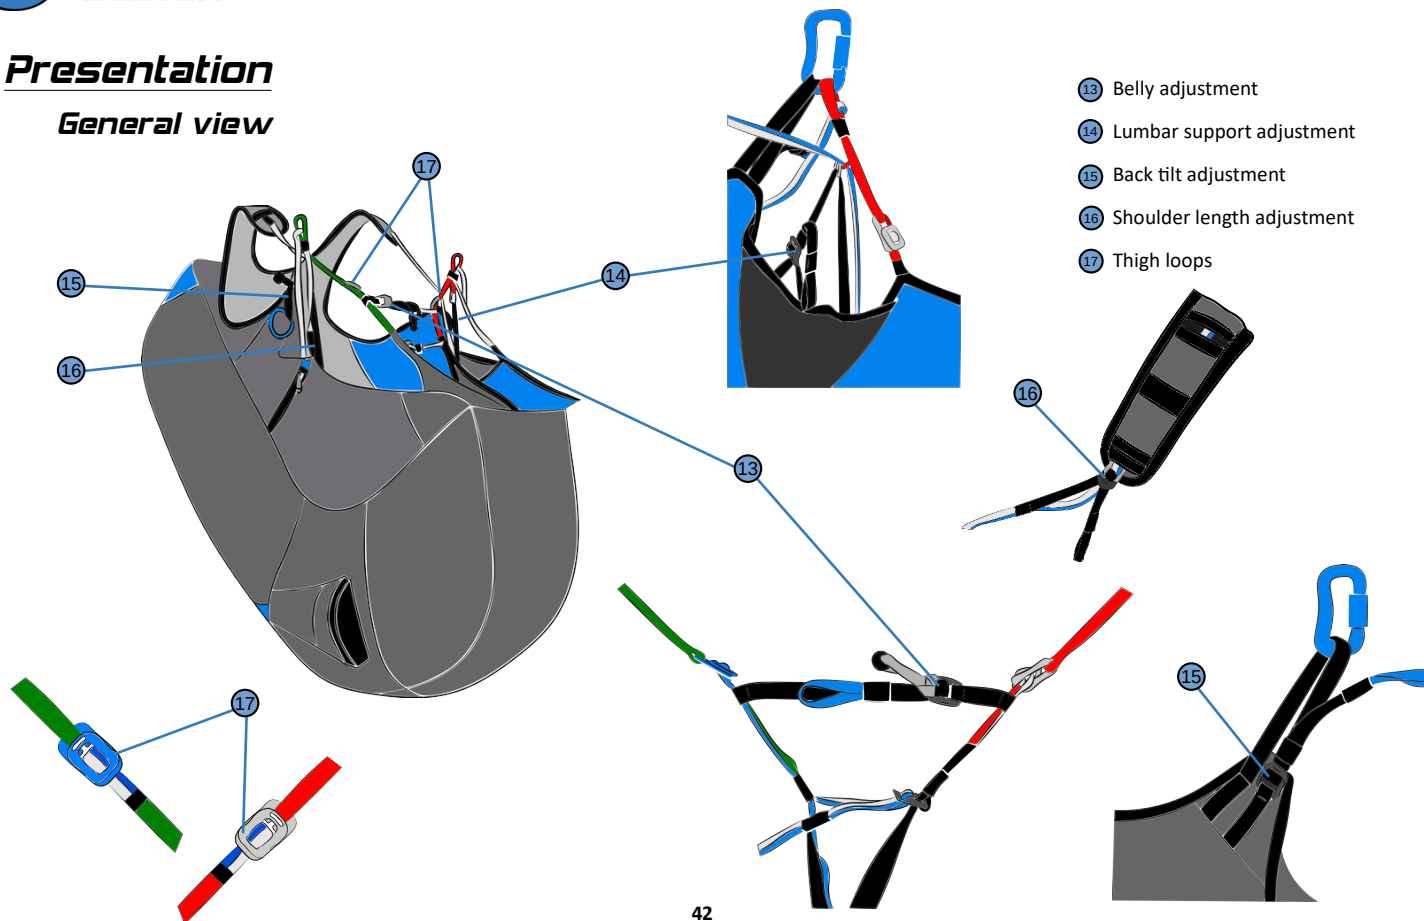 Presentation
General view
13 Belly adjustment
14 Lumbar support adjustment
15 Back tilt adjustment
16 Shoulder length adjustment
17 Thigh loops
17
15
14
16
16
13
15
17
42